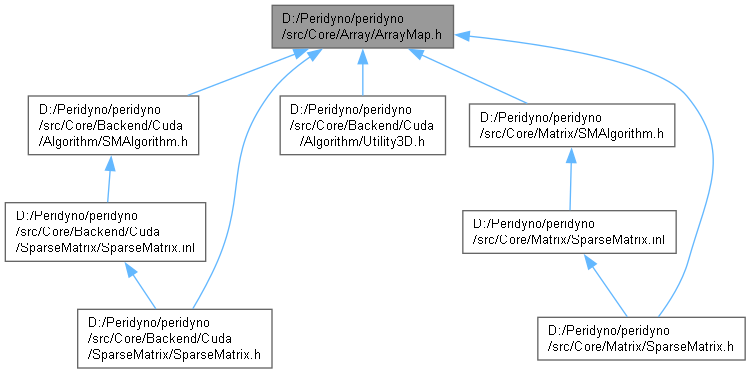 D:/Peridyno/peridyno
/src/Core/Array/ArrayMap.h
D:/Peridyno/peridyno
/src/Core/Backend/Cuda
/Algorithm/SMAlgorithm.h
D:/Peridyno/peridyno
/src/Core/Backend/Cuda
/Algorithm/Utility3D.h
D:/Peridyno/peridyno
/src/Core/Matrix/SMAlgorithm.h
D:/Peridyno/peridyno
/src/Core/Backend/Cuda
/SparseMatrix/SparseMatrix.inl
D:/Peridyno/peridyno
/src/Core/Matrix/SparseMatrix.inl
D:/Peridyno/peridyno
/src/Core/Backend/Cuda
/SparseMatrix/SparseMatrix.h
D:/Peridyno/peridyno
/src/Core/Matrix/SparseMatrix.h